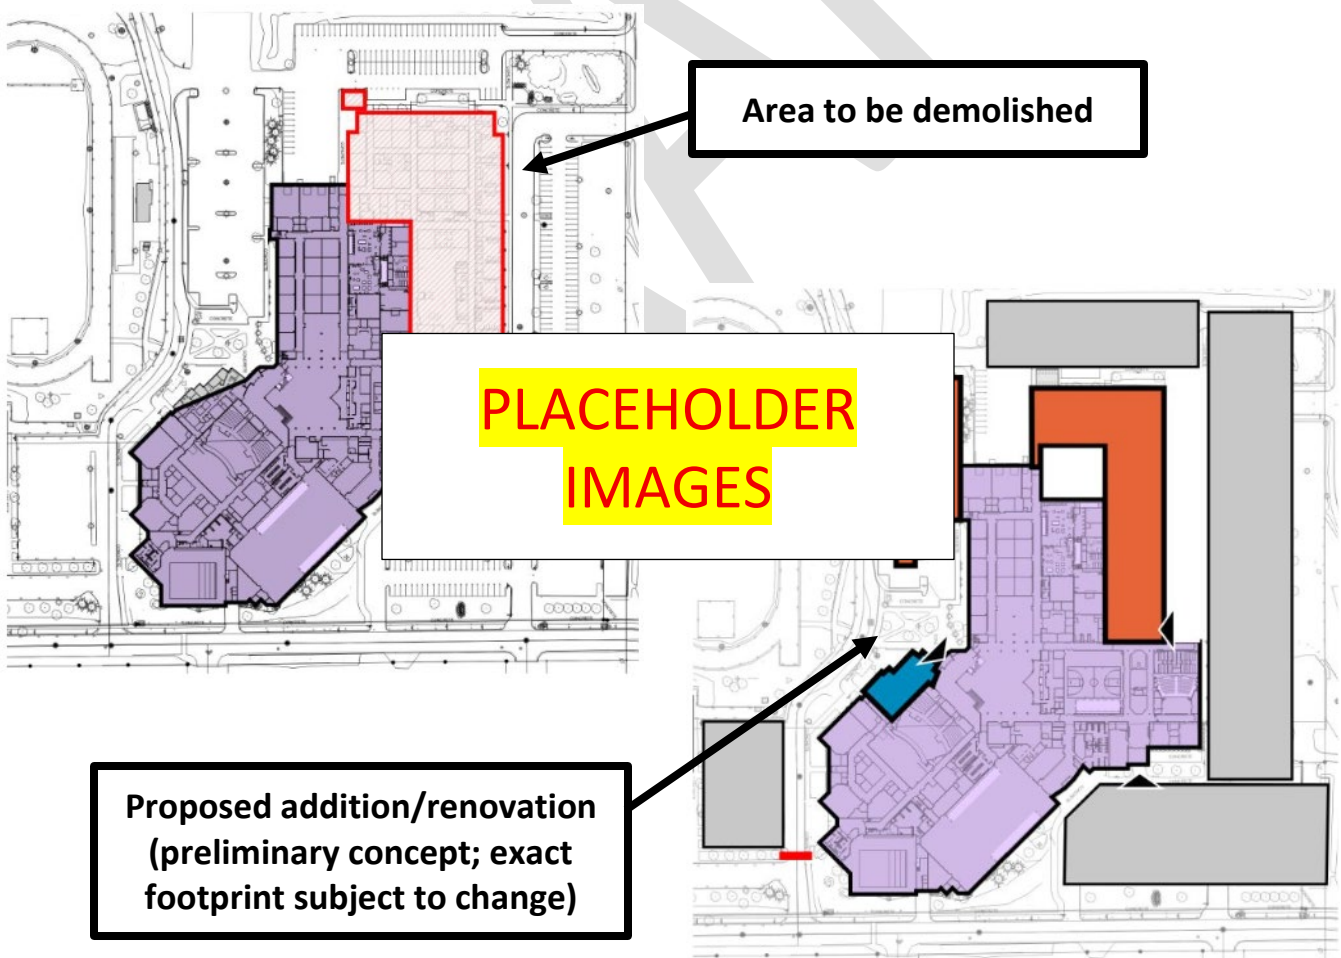 Area to be demolished
PLACEHOLDER
IMAGES
Proposed addition/renovation
(preliminary concept; exact
footprint subject to change)